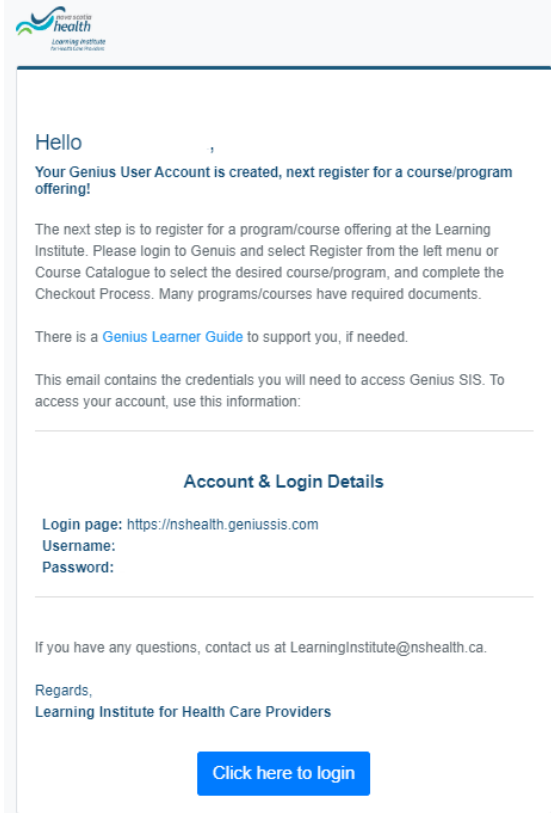 nova scotia
health
Learning Institute
for Health Care Providers
Hello ,
Your Genius User Account is created, next register for a course/program
offering!
The next step is to register for a program/course offering at the Learning
Institute. Please login to Genuis and select Register from the left menu or
Course Catalogue to select the desired course/program, and complete the
Checkout Process. Many programs/courses have required documents.
There is a Genius Learner Guide to support you, if needed.
This email contains the credentials you will need to access Genius SIS. To
access your account, use this information:
Account & Login Details
Login page: https://nshealth.geniussis.com
Username:
Password:
If you have any questions, contact us at LearningInstitute@nshealth.ca.
Regards,
Learning Institute for Health Care Providers
Click here to login